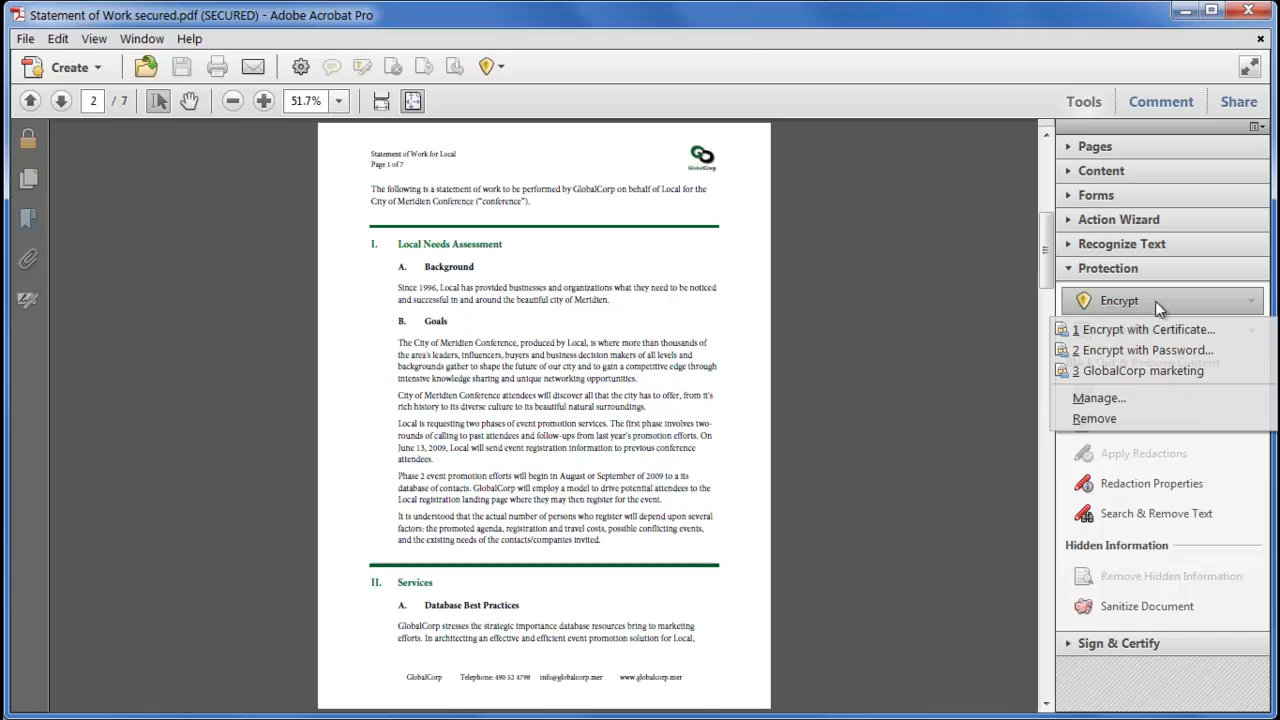 Statement of Work secured.pdf (SECURED) - Adobe Acrobat Pro
File Edit View Window Help
Create
2 / 7 51.7% Tools Comment Share
Statement of Work for Local
Page 1 of 7
GlobalCorp
The following is a statement of work to be performed by GlobalCorp on behalf of Local for the
City of Meridien Conference (“conference”).
I. Local Needs Assessment
A. Background
Since 1996, Local has provided businesses and organizations what they need to be noticed
and successful in and around the beautiful city of Meridien.
B. Goals
The City of Meridien Conference, produced by Local, is where more than thousands of
the area's leaders, influencers, buyers and business decision makers of all levels and
backgrounds gather to shape the future of our city and to gain a competitive edge through
intensive knowledge sharing and unique networking opportunities.
City of Meridien Conference attendees will discover all that the city has to offer, from it's
rich history to its diverse culture to its beautiful natural surroundings.
Local is requesting two phases of event promotion services. The first phase involves two-
rounds of calling to past attendees and follow-ups from last year's promotion efforts. On
June 13, 2009, Local will send event registration information to previous conference
attendees.
Phase 2 event promotion efforts will begin in August or September of 2009 to a its
database of contacts. GlobalCorp will employ a model to drive potential attendees to the
Local registration landing page where they may then register for the event.
It is understood that the actual number of persons who register will depend upon several
factors: the promoted agenda, registration and travel costs, possible conflicting events,
and the existing needs of the contacts/companies invited.
II. Services
A. Database Best Practices
GlobalCorp stresses the strategic importance database resources bring to marketing
efforts. In architecting an effective and efficient event promotion solution for Local,
GlobalCorp Telephone: 490 52 4798 info@globalcorp.mer www.globalcorp.mer
Pages
Content
Forms
Action Wizard
Recognize Text
Protection
Encrypt
1 Encrypt with Certificate...
2 Encrypt with Password...
3 GlobalCorp marketing
Manage...
Remove
Apply Redactions
Redaction Properties
Search & Remove Text
Hidden Information
Remove Hidden Information
Sanitize Document
Sign & Certify